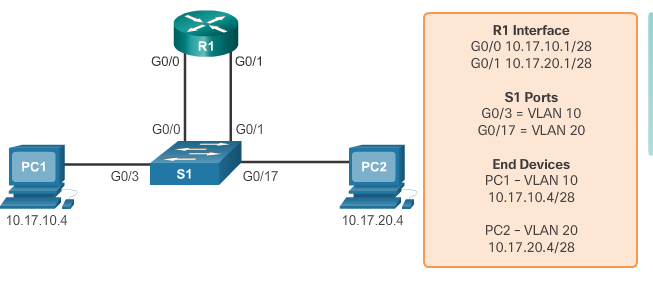 R1
G0/0
G0/1
G0/0
G0/1
PC1
S1
PC2
G0/3
G0/17
10.17.10.4
10.17.20.4
R1 Interface
G0/0 10.17.10.1/28
G0/1 10.17.20.1/28
S1 Ports
G0/3 = VLAN 10
G0/17 = VLAN 20
End Devices
PC1 – VLAN 10
10.17.10.4/28
PC2 – VLAN 20
10.17.20.4/28